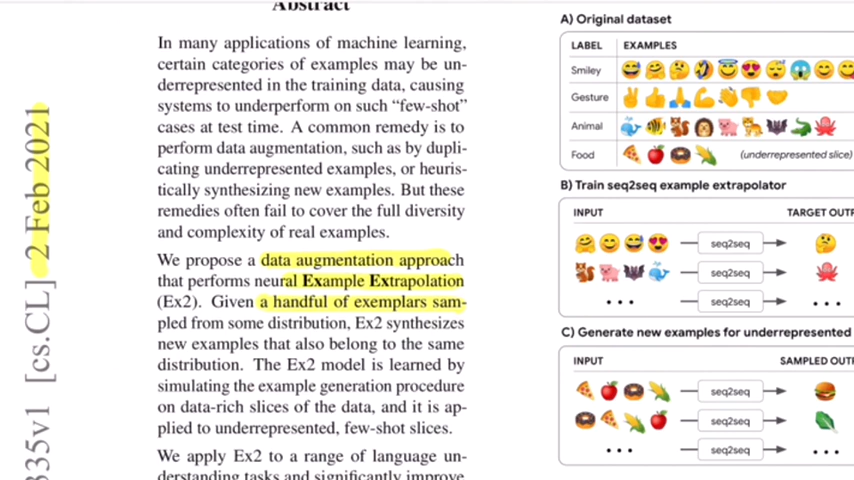 335v1 [cs.CL] 2 Feb 2021
Abstract
In many applications of machine learning,
certain categories of examples may be un-
derrepresented in the training data, causing
systems to underperform on such “few-shot”
cases at test time. A common remedy is to
perform data augmentation, such as by dupli-
cating underrepresented examples, or heuris-
tically synthesizing new examples. But these
remedies often fail to cover the full diversity
and complexity of real examples.
We propose a data augmentation approach
that performs neural Example Extrapolation
(Ex2). Given a handful of exemplars sam-
pled from some distribution, Ex2 synthesizes
new examples that also belong to the same
distribution. The Ex2 model is learned by
simulating the example generation procedure
on data-rich slices of the data, and it is ap-
plied to underrepresented, few-shot slices.
We apply Ex2 to a range of language un-
derstanding tasks and significantly improve
A) Original dataset
LABEL EXAMPLES
Smiley
Gesture
Animal
Food (underrepresented slice)
B) Train seq2seq example extrapolator
INPUT TARGET OUTP
seq2seq
seq2seq
... seq2seq ...
C) Generate new examples for underrepresented
INPUT SAMPLED OUTP
seq2seq
seq2seq
... seq2seq ...